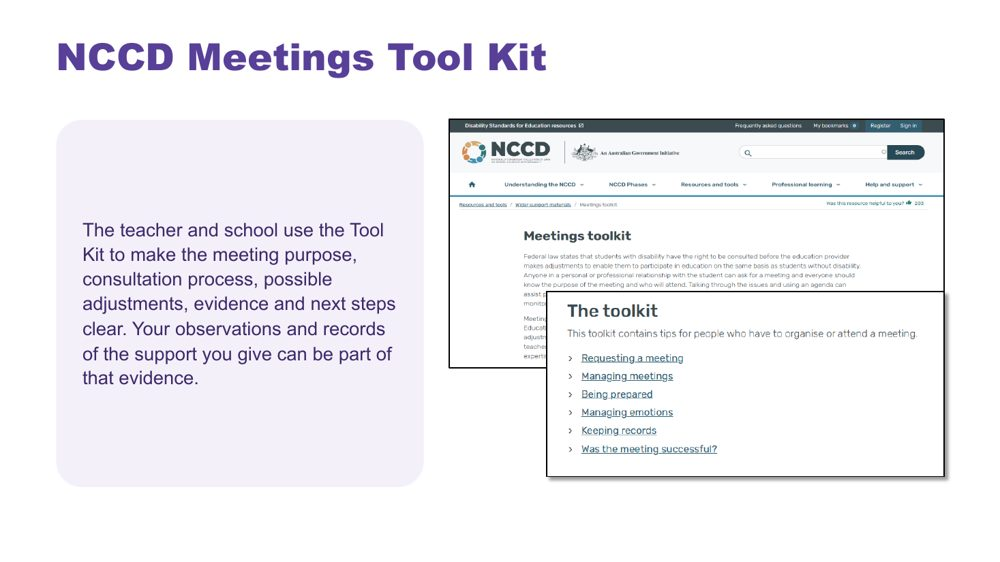 NCCD Meetings Tool Kit
The teacher and school use the Tool
Kit to make the meeting purpose,
consultation process, possible
adjustments, evidence and next steps
clear. Your observations and records
of the support you give can be part of
that evidence.
Disability Standards for Education resources
Frequently asked questions My bookmarks 0 Register Sign in
NCCD
An Australian Government Initiative
Search
Understanding the NCCD NCCD Phases Resources and tools Professional learning Help and support
Resources and tools / Wider support materials / Meetings toolkit
Was this resource helpful to you? 203
Meetings toolkit
Federal law states that students with disability have the right to be consulted before the education provider
makes adjustments to enable them to participate in education on the same basis as students without disability.
Anyone in a personal or professional relationship with the student can ask for a meeting and everyone should
know the purpose of the meeting and who will attend. Talking through the issues and using an agenda can
assist p
monito
Meeting
Educati
adjustm
teache
experti
The toolkit
This toolkit contains tips for people who have to organise or attend a meeting.
> Requesting a meeting
> Managing meetings
> Being prepared
> Managing emotions
> Keeping records
> Was the meeting successful?